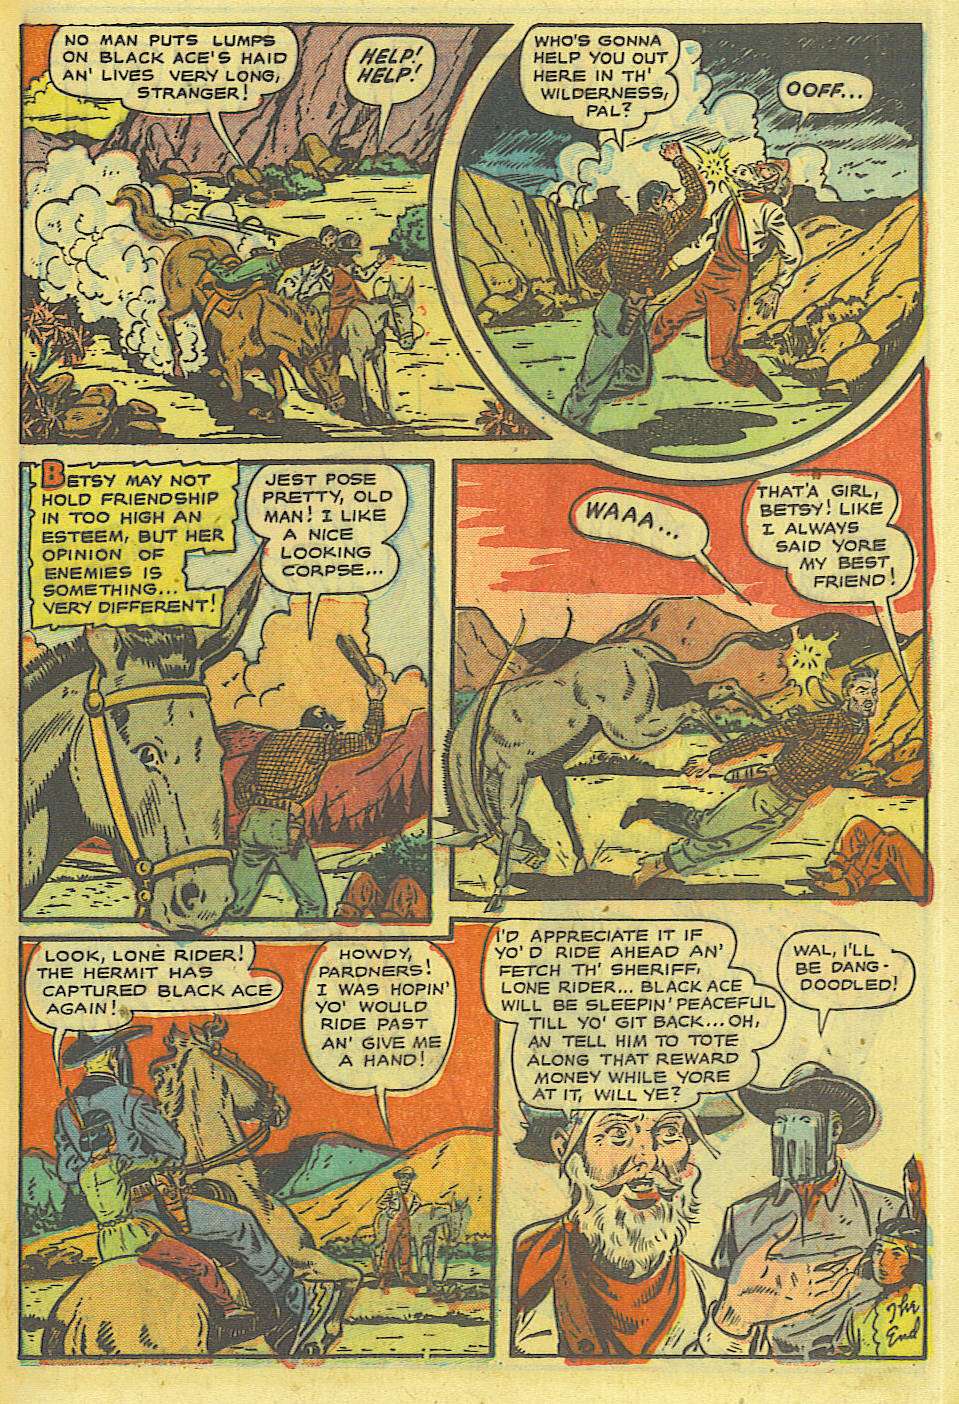 NO MAN PUTS LUMPS
ON BLACK ACE'S HAID
AN' LIVES VERY LONG,
STRANGER!
HELP!
HELP!
WHO'S GONNA
HELP YOU OUT
HERE IN TH'
WILDERNESS,
PAL?
OOFF...
BETSY MAY NOT
HOLD FRIENDSHIP
IN TOO HIGH AN
ESTEEM, BUT HER
OPINION OF
ENEMIES IS
SOMETHING...
VERY DIFFERENT!
JEST POSE
PRETTY, OLD
MAN! I LIKE
A NICE
LOOKING
CORPSE...
WAAA...
THAT'A GIRL,
BETSY! LIKE
I ALWAYS
SAID YORE
MY BEST
FRIEND!
LOOK, LONE RIDER!
THE HERMIT HAS
CAPTURED BLACK ACE
AGAIN!
HOWDY,
PARDNERS!
I WAS HOPIN'
YO' WOULD
RIDE PAST
AN' GIVE ME
A HAND!
I'D APPRECIATE IT IF
YO'D RIDE AHEAD AN'
FETCH TH' SHERIFF,
LONE RIDER... BLACK ACE
WILL BE SLEEPIN' PEACEFUL
TILL YO' GIT BACK... OH,
AN TELL HIM TO TOTE
ALONG THAT REWARD
MONEY WHILE YORE
AT IT, WILL YE?
WAL, I'LL
BE DANG-
DOODLED!
The
End